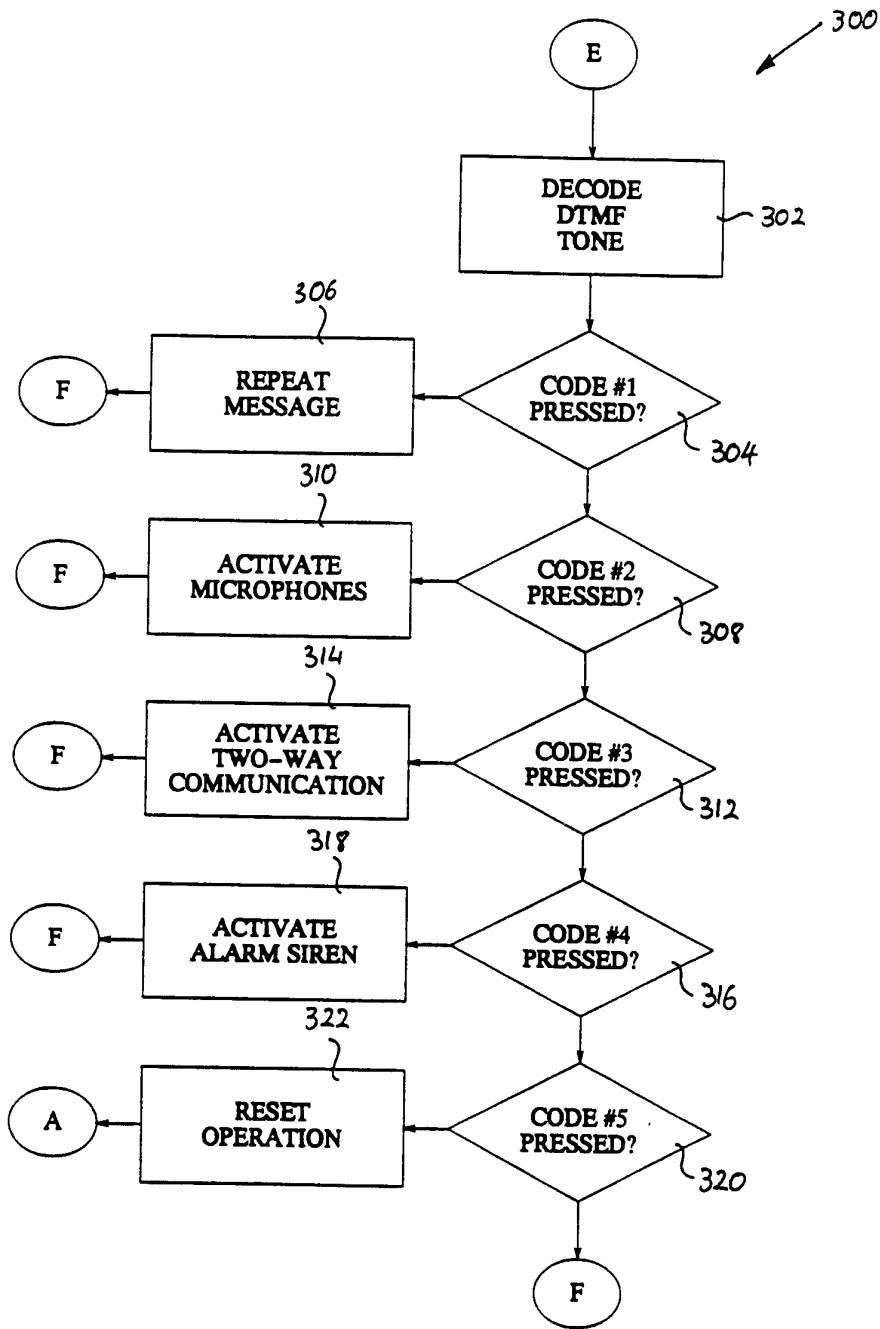 300
E
DECODE
DTMF
TONE
302
306
REPEAT
MESSAGE
F
CODE #1
PRESSED?
304
310
ACTIVATE
MICROPHONES
F
CODE #2
PRESSED?
308
314
ACTIVATE
TWO-WAY
COMMUNICATION
F
CODE #3
PRESSED?
312
318
ACTIVATE
ALARM SIREN
F
CODE #4
PRESSED?
316
322
RESET
OPERATION
A
CODE #5
PRESSED?
320
F